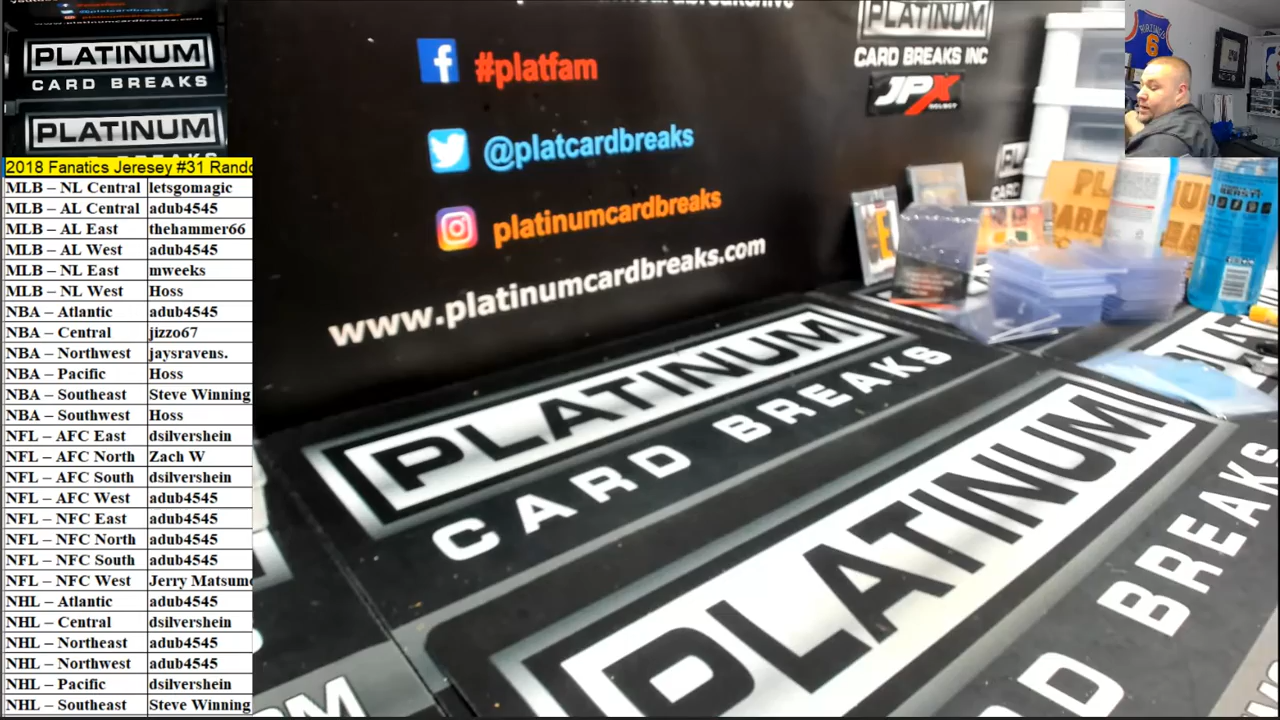 www.platinumcardbreaks.com
PLATINUM
CARD BREAKS
PLATINUM
2018 Fanatics Jeresey #31 Rando
MLB – NL Central letsgomagic
MLB – AL Central adub4545
MLB – AL East thehammer66
MLB – AL West adub4545
MLB – NL East mweeks
MLB – NL West Hoss
NBA – Atlantic adub4545
NBA – Central jizzo67
NBA – Northwest jaysravens.
NBA – Pacific Hoss
NBA – Southeast Steve Winning
NBA – Southwest Hoss
NFL – AFC East dsilvershein
NFL – AFC North Zach W
NFL – AFC South dsilvershein
NFL – AFC West adub4545
NFL – NFC East adub4545
NFL – NFC North adub4545
NFL – NFC South adub4545
NFL – NFC West Jerry Matsumo
NHL – Atlantic adub4545
NHL – Central dsilvershein
NHL – Northeast adub4545
NHL – Northwest adub4545
NHL – Pacific dsilvershein
NHL – Southeast Steve Winning
#platfam
@platcardbreaks
platinumcardbreaks
www.platinumcardbreaks.com
PLATINUM
CARD BREAKS INC
JPX
PLATINUM
CARD BREAKS
PLATINUM
BREAKS
6